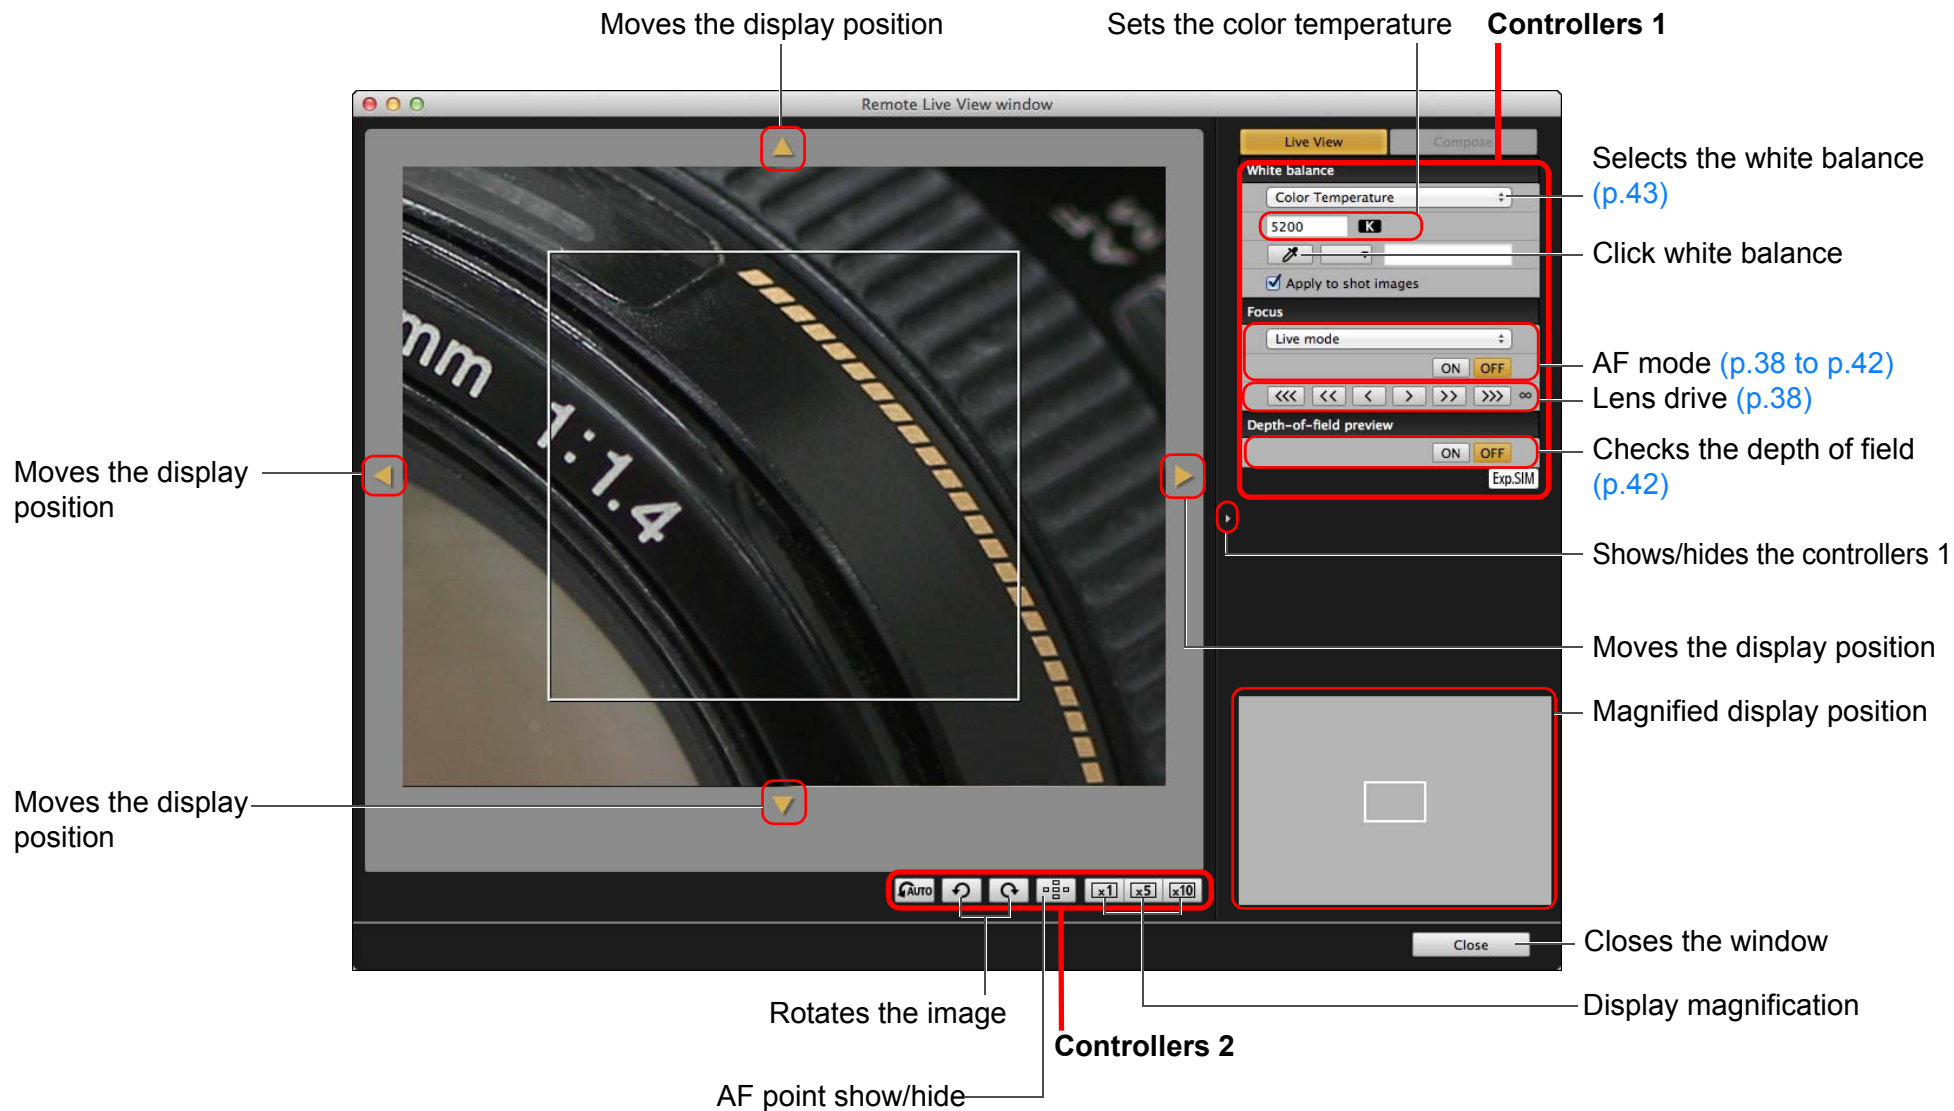 Moves the display position
Sets the color temperature
Controllers 1
Remote Live View window
Live View
Compose
White balance
Color Temperature
5200 K
Apply to shot images
Focus
Live mode
ON OFF
<<< << < > >> >>> ∞
Depth-of-field preview
ON OFF
Exp.SIM
Selects the white balance
(p.43)
Click white balance
AF mode (p.38 to p.42)
Lens drive (p.38)
Checks the depth of field
(p.42)
Shows/hides the controllers 1
Moves the display position
Magnified display position
mm 1:1.4
Moves the display
position
Moves the display
position
AUTO
x1 x5 x10
Close
Closes the window
Display magnification
Rotates the image
Controllers 2
AF point show/hide